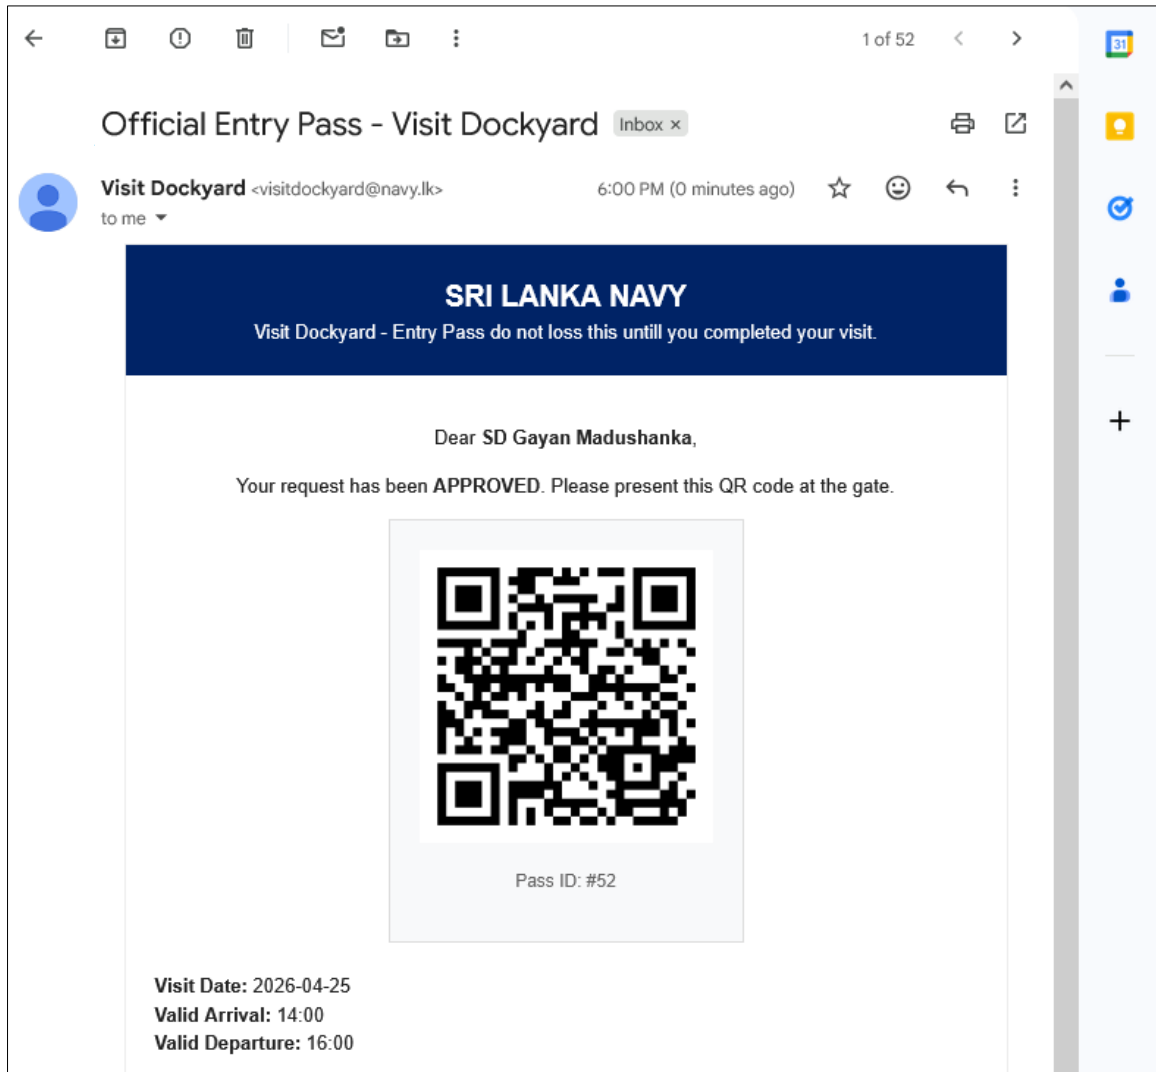 1 of 52
31
Official Entry Pass - Visit Dockyard Inbox ×
Visit Dockyard <visitdockyard@navy.lk> 6:00 PM (0 minutes ago)
to me
SRI LANKA NAVY
Visit Dockyard - Entry Pass do not loss this untill you completed your visit.
Dear SD Gayan Madushanka,
Your request has been APPROVED. Please present this QR code at the gate.
Pass ID: #52
Visit Date: 2026-04-25
Valid Arrival: 14:00
Valid Departure: 16:00